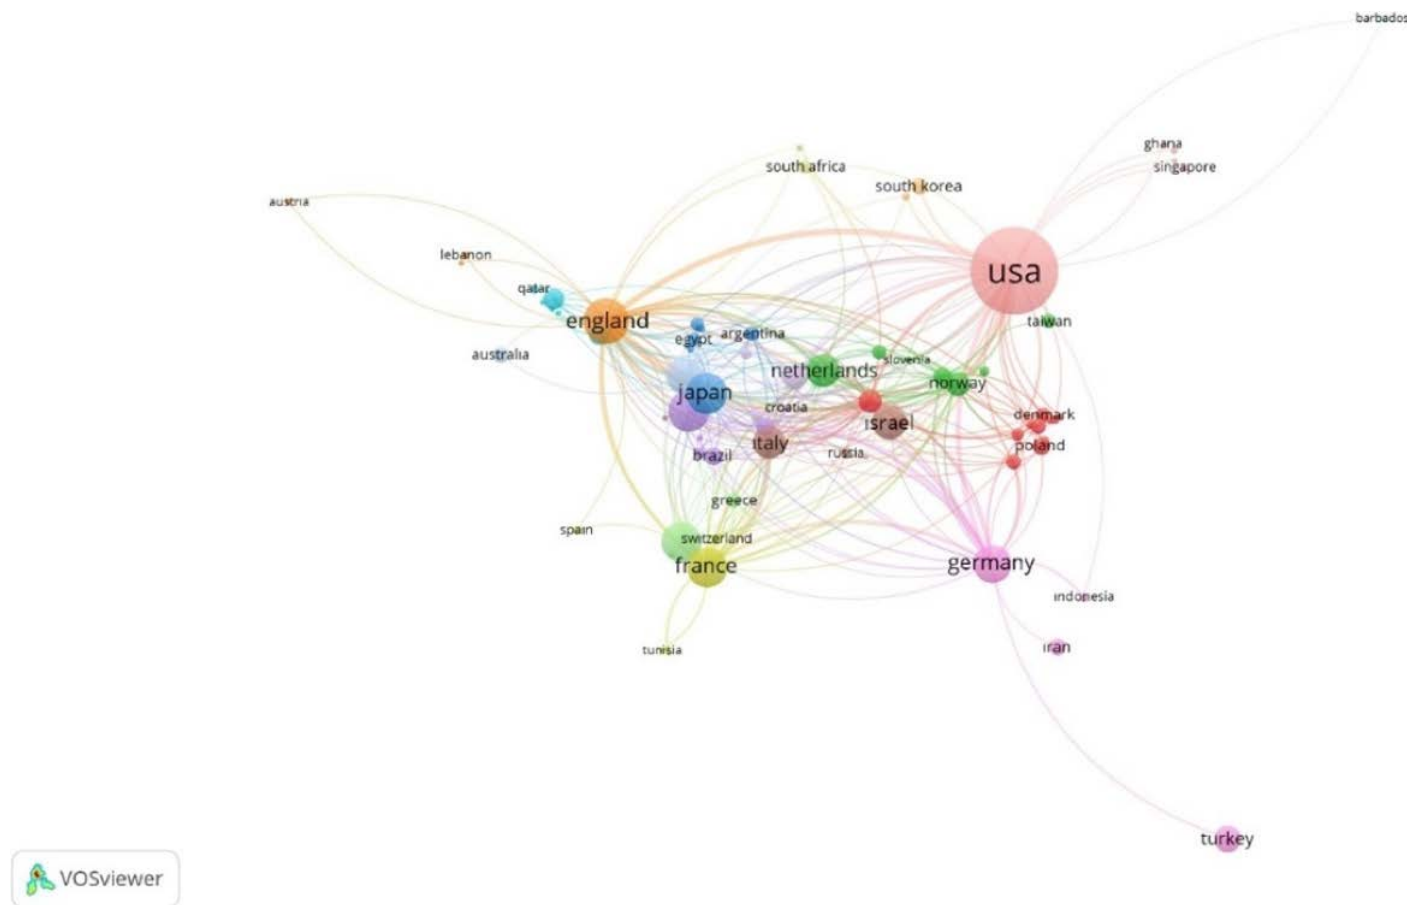 barbados
ghana
south africa
singapore
south korea
austria
lebanon
usa
qatar
england
taiwan
argentina
egypt
australia
slovenia
netherlands
norway
japan
croatia
denmark
israel
italy
poland
russia
brazil
greece
spain
switzerland
germany
france
indonesia
iran
tunisia
turkey
VOSviewer